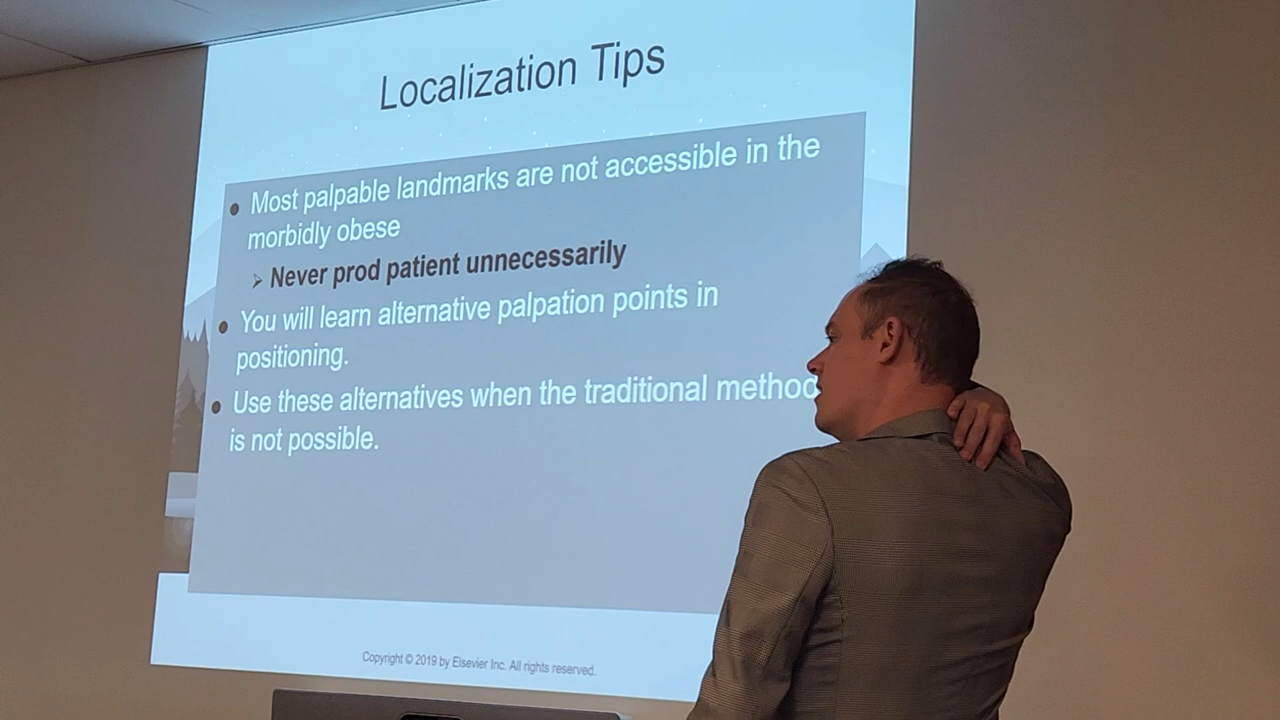 Localization Tips
• Most palpable landmarks are not accessible in the
morbidly obese
➢ Never prod patient unnecessarily
• You will learn alternative palpation points in
positioning.
• Use these alternatives when the traditional method
is not possible.
Copyright © 2019 by Elsevier Inc. All rights reserved.